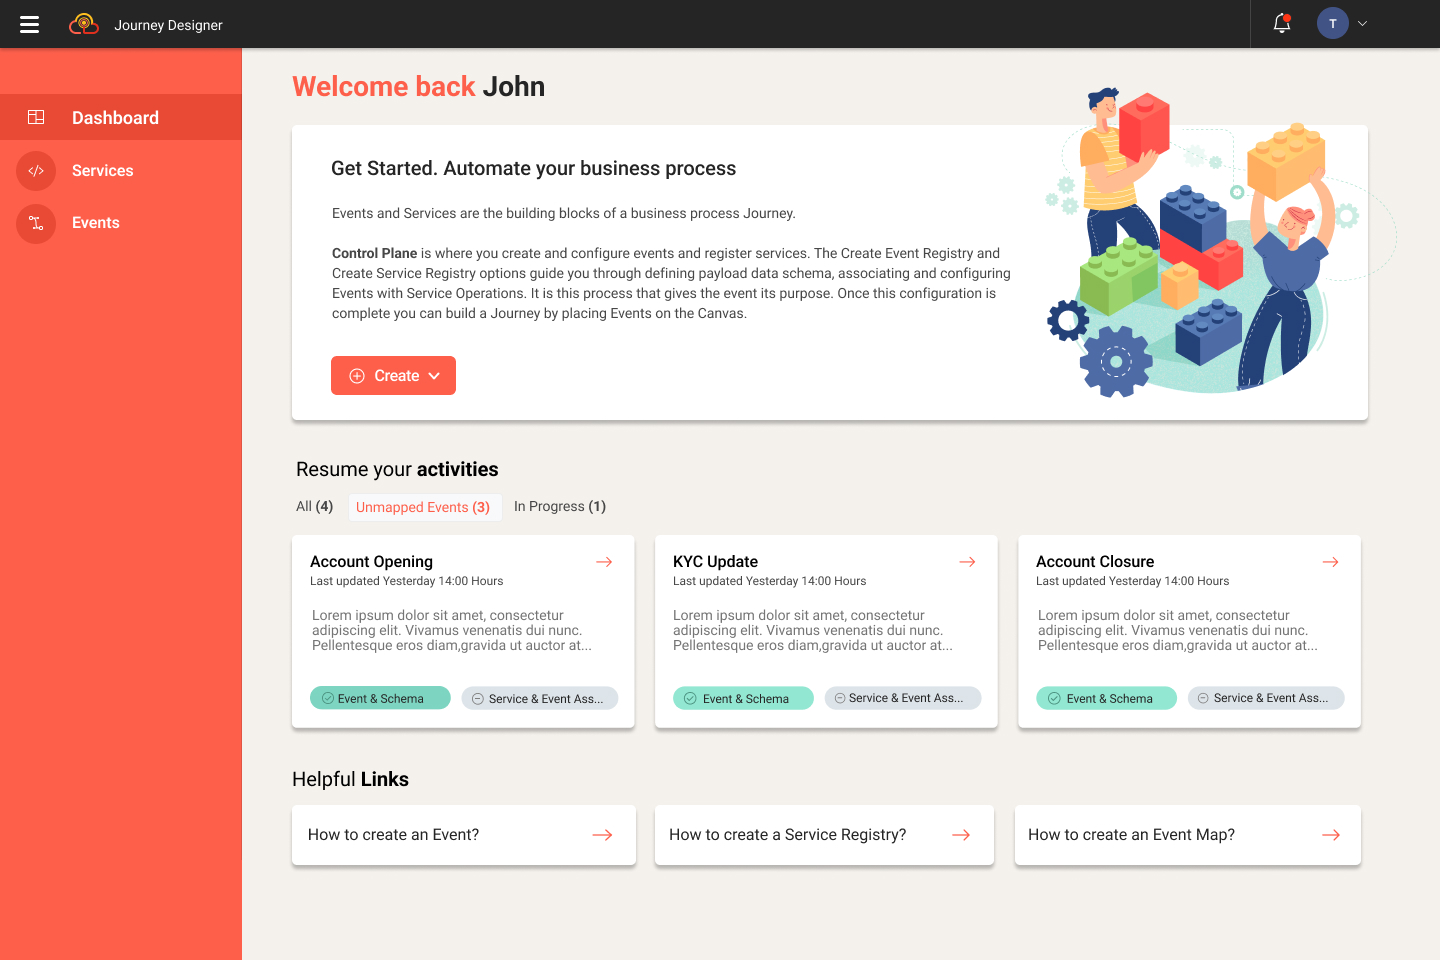 Journey Designer
T
Dashboard
Services
Events
Welcome back John
Get Started. Automate your business process
Events and Services are the building blocks of a business process Journey.
Control Plane is where you create and configure events and register services. The Create Event Registry and
Create Service Registry options guide you through defining payload data schema, associating and configuring
Events with Service Operations. It is this process that gives the event its purpose. Once this configuration is
complete you can build a Journey by placing Events on the Canvas.
Create
Resume your activities
All (4) Unmapped Events (3) In Progress (1)
Account Opening
Last updated Yesterday 14:00 Hours
Lorem ipsum dolor sit amet, consectetur
adipiscing elit. Vivamus venenatis dui nunc.
Pellentesque eros diam,gravida ut auctor at...
Event & Schema Service & Event Ass...
KYC Update
Last updated Yesterday 14:00 Hours
Lorem ipsum dolor sit amet, consectetur
adipiscing elit. Vivamus venenatis dui nunc.
Pellentesque eros diam,gravida ut auctor at...
Event & Schema Service & Event Ass...
Account Closure
Last updated Yesterday 14:00 Hours
Lorem ipsum dolor sit amet, consectetur
adipiscing elit. Vivamus venenatis dui nunc.
Pellentesque eros diam,gravida ut auctor at...
Event & Schema Service & Event Ass...
Helpful Links
How to create an Event?
How to create a Service Registry?
How to create an Event Map?